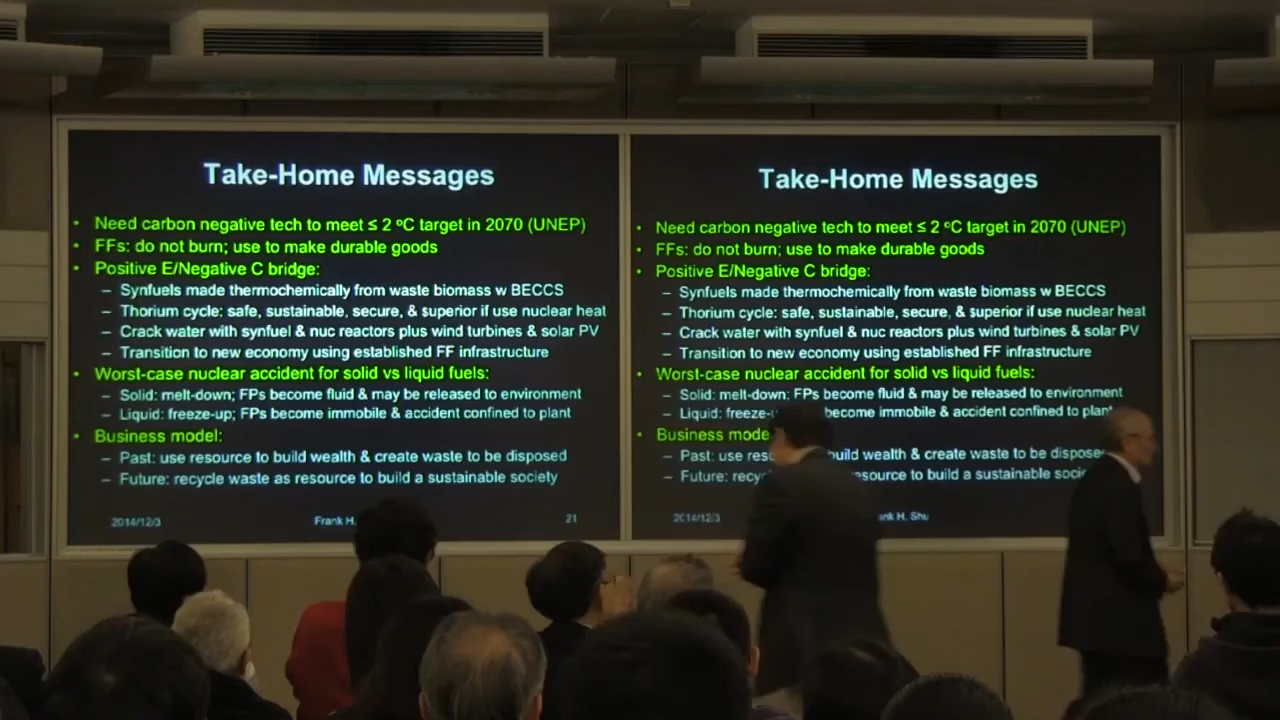 Take-Home Messages
• Need carbon negative tech to meet ≤ 2 ºC target in 2070 (UNEP)
• FFs: do not burn; use to make durable goods
• Positive E/Negative C bridge:
– Synfuels made thermochemically from waste biomass w BECCS
– Thorium cycle: safe, sustainable, secure, & superior if use nuclear heat
– Crack water with synfuel & nuc reactors plus wind turbines & solar PV
– Transition to new economy using established FF infrastructure
• Worst-case nuclear accident for solid vs liquid fuels:
– Solid: melt-down; FPs become fluid & may be released to environment
– Liquid: freeze-up; FPs become immobile & accident confined to plant
• Business model:
– Past: use resource to build wealth & create waste to be disposed
– Future: recycle waste as resource to build a sustainable society
2014/12/3 Frank H. 21
Take-Home Messages
• Need carbon negative tech to meet ≤ 2 ºC target in 2070 (UNEP)
• FFs: do not burn; use to make durable goods
• Positive E/Negative C bridge:
– Synfuels made thermochemically from waste biomass w BECCS
– Thorium cycle: safe, sustainable, secure, & superior if use nuclear heat
– Crack water with synfuel & nuc reactors plus wind turbines & solar PV
– Transition to new economy using established FF infrastructure
• Worst-case nuclear accident for solid vs liquid fuels:
– Solid: melt-down; FPs become fluid & may be released to environment
– Liquid: become immobile & accident confined to plant
• Business
– Past: use build wealth & create waste to be
– Future: to build a sustainable
2014/12/3 H. Shu